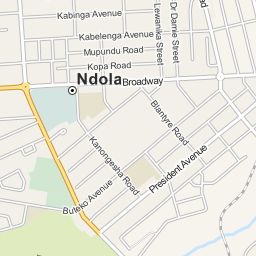 Kabinga Avenue
Kabelenga Avenue
Mupundu Road
Kopa Road
Lewanika Street
Dr Damie Street
Ndola
Broadway
Blantyre Road
Kanongesha Road
President Avenue
Buteko Avenue